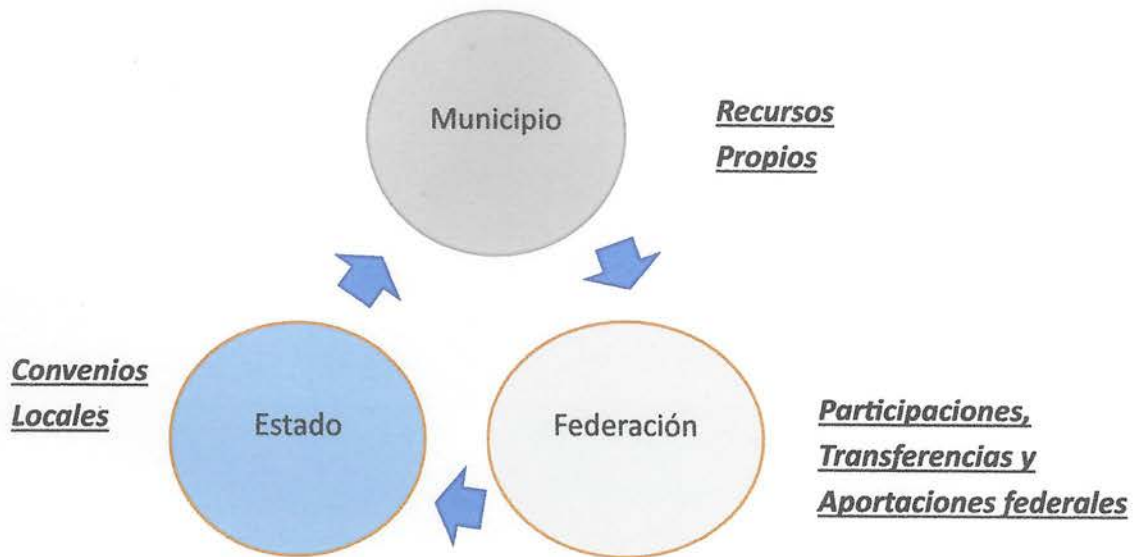 Municipio
Recursos
Propios
Convenios
Locales
Estado
Federación
Participaciones,
Transferencias y
Aportaciones federales